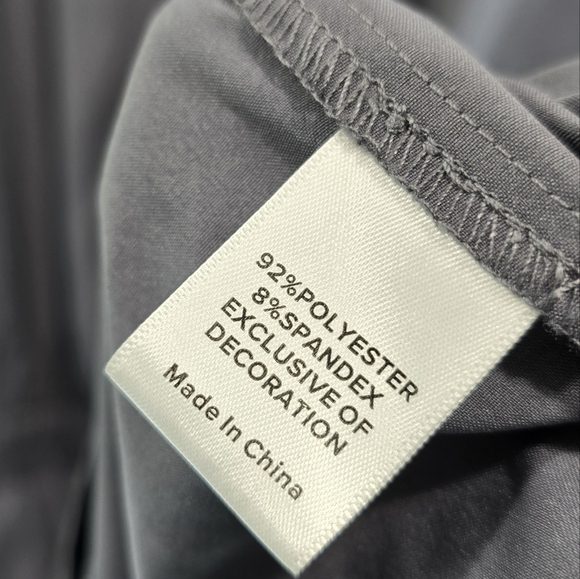 92%POLYESTER
8%SPANDEX
EXCLUSIVE OF
DECORATION
Made In China